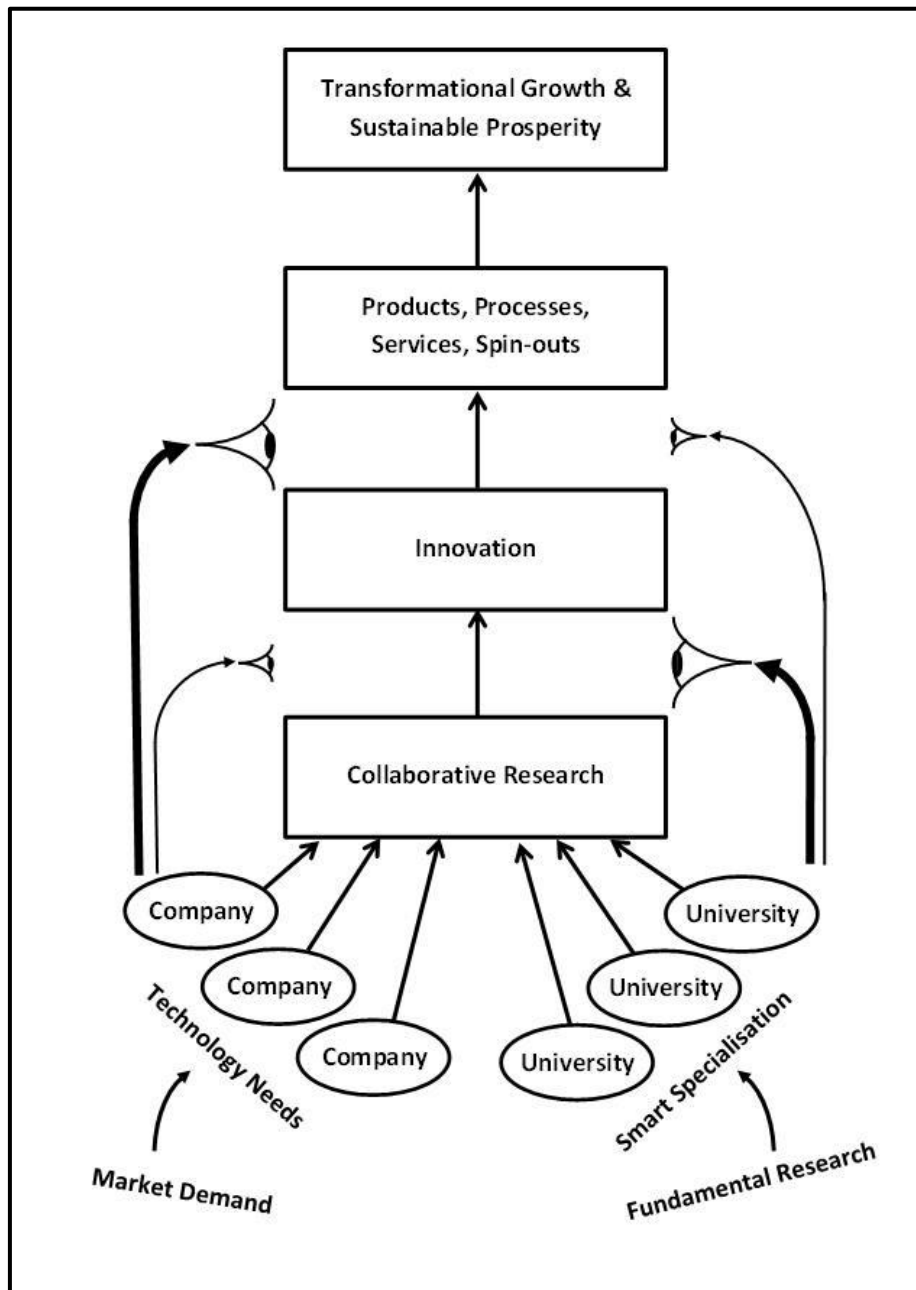 Transformational Growth &
Sustainable Prosperity
Products, Processes,
Services, Spin-outs
Innovation
Collaborative Research
Company
University
Company
University
Company
University
Technology Needs
Smart Specialisation
Market Demand
Fundamental Research